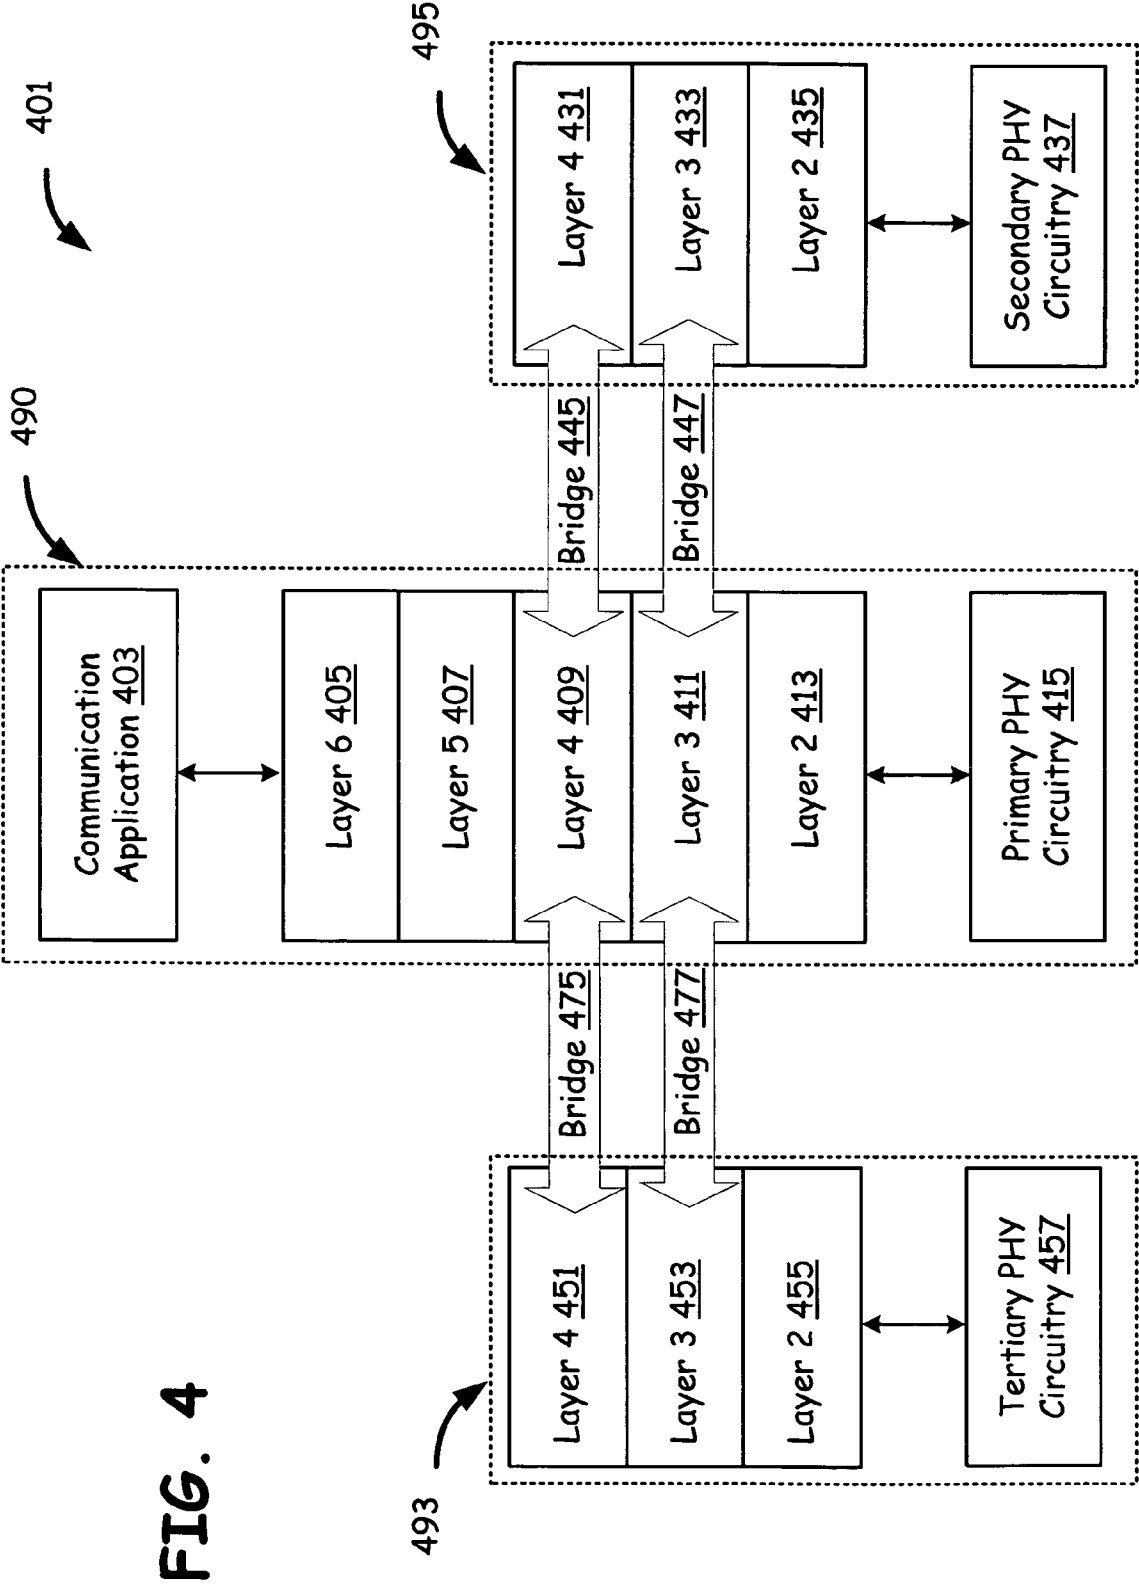 FIG. 4
401
490
493
495
Communication
Application 403
Layer 6 405
Layer 5 407
Layer 4 409
Layer 3 411
Layer 2 413
Primary PHY
Circuitry 415
Bridge 475
Bridge 477
Bridge 445
Bridge 447
Layer 4 451
Layer 3 453
Layer 2 455
Tertiary PHY
Circuitry 457
Layer 4 431
Layer 3 433
Layer 2 435
Secondary PHY
Circuitry 437